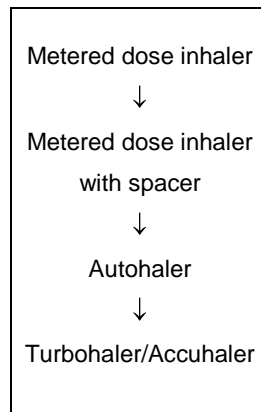 Metered dose inhaler
↓
Metered dose inhaler
with spacer
↓
Autohaler
↓
Turbohaler/Accuhaler